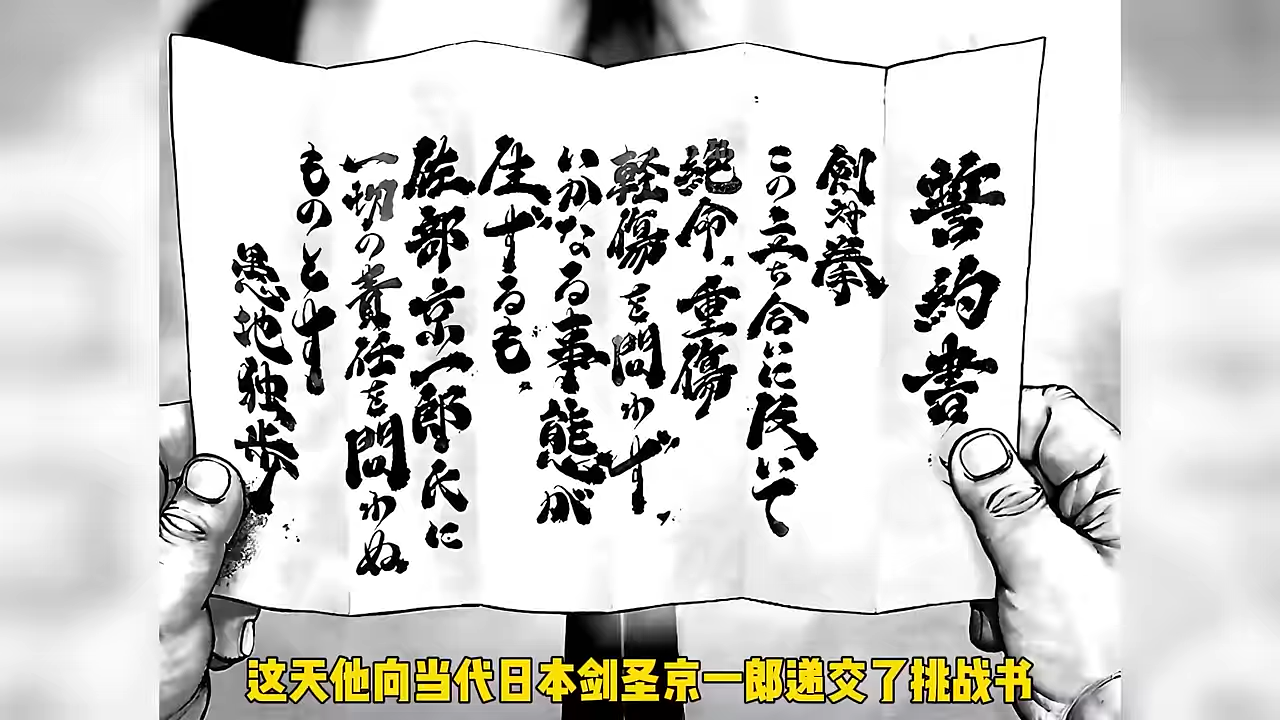 誓約書
剣対拳
この立ち合いに於いて
絶命、重傷
軽傷を問わず、
いかなる事態が
生ずるも、
佐部京一郎氏に
一切の責任を問わぬ
ものとす
愚地独歩
这天他向当代日本剑圣京一郎递交了挑战书